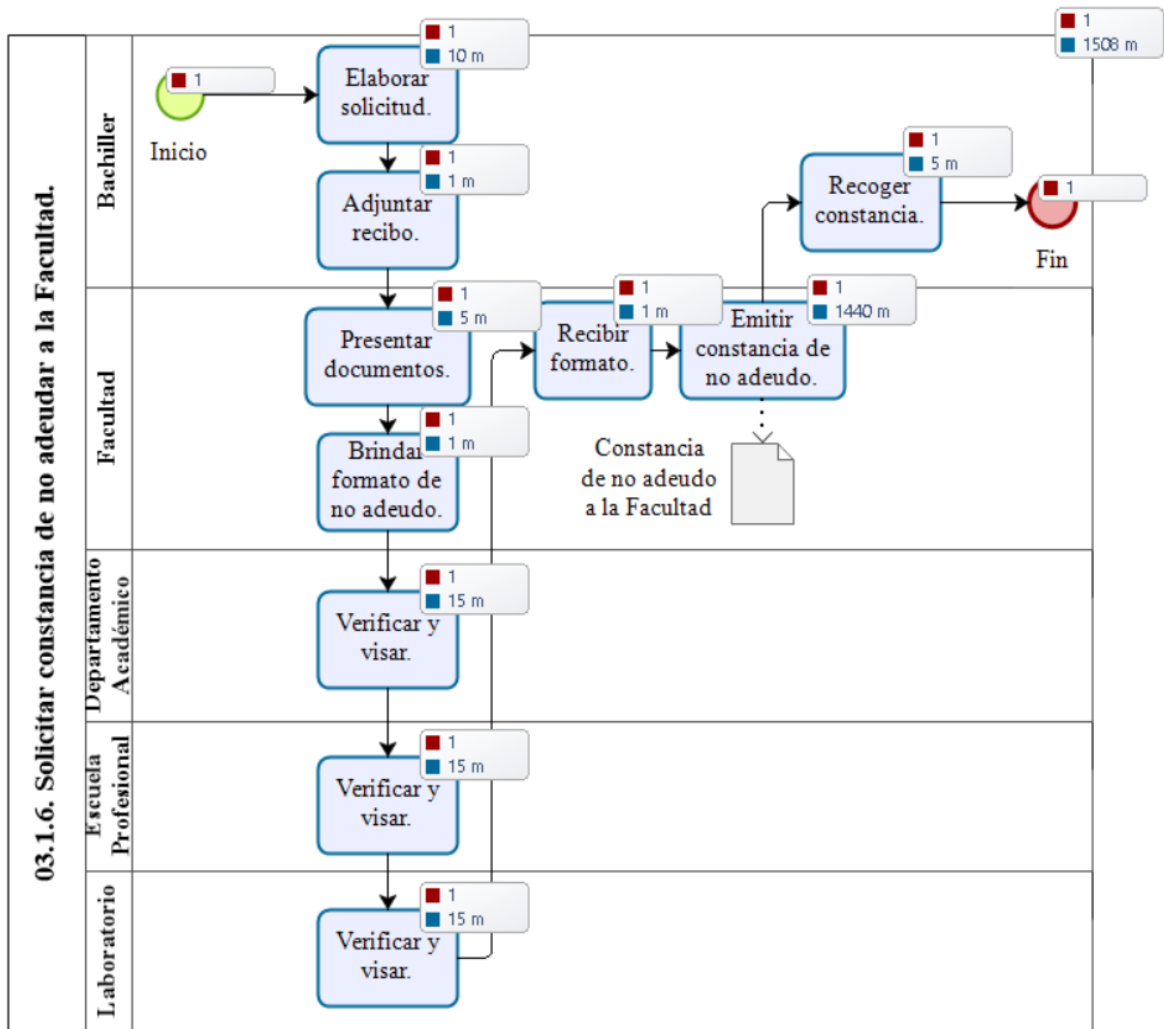 03.1.6. Solicitar constancia de no adeudar a la Facultad.
1
1508 m
Bachiller
1
Inicio
1
10 m
Elaborar
solicitud.
1
1 m
Adjuntar
recibo.
1
5 m
Recoger
constancia.
1
Fin
Facultad
1
5 m
Presentar
documentos.
1
1 m
Brindar
formato de
no adeudo.
1
1 m
Recibir
formato.
1
1440 m
Emitir
constancia de
no adeudo.
Constancia
de no adeudo
a la Facultad
Departamento
Académico
1
15 m
Verificar y
visar.
Escuela
Profesional
1
15 m
Verificar y
visar.
Laboratorio
1
15 m
Verificar y
visar.